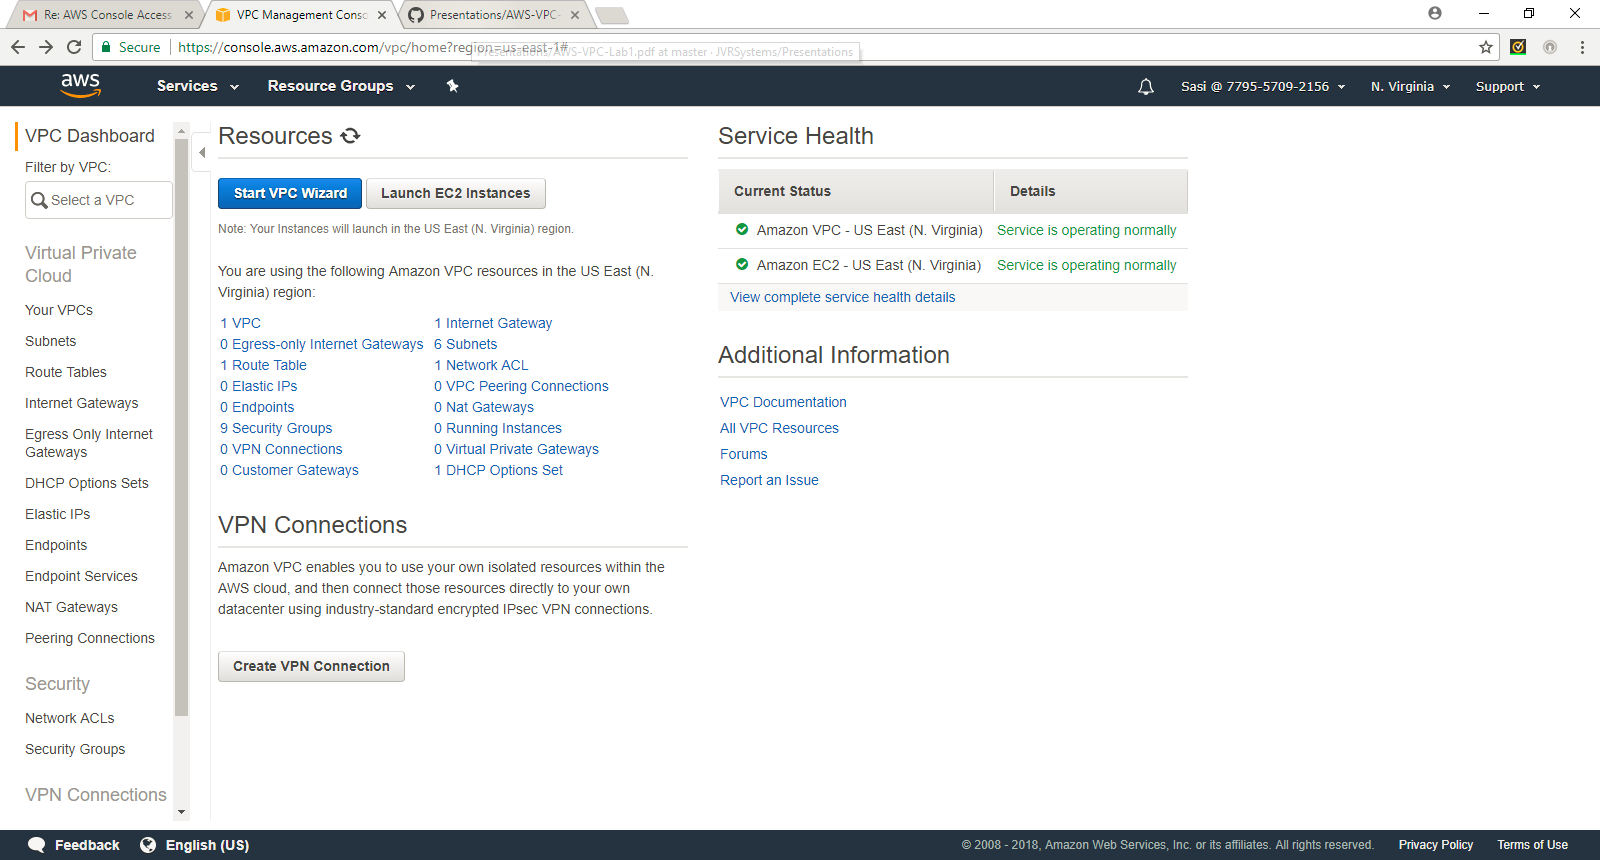 Re: AWS Console Access
VPC Management Conso
Presentations/AWS-VPC-
Secure
https://console.aws.amazon.com/vpc/home?region=us-east-1#
Presentations/AWS-VPC-Lab1.pdf at master · JVRSystems/Presentations
aws
Services
Resource Groups
Sasi @ 7795-5709-2156
N. Virginia
Support
VPC Dashboard
Filter by VPC:
Select a VPC
Virtual Private
Cloud
Your VPCs
Subnets
Route Tables
Internet Gateways
Egress Only Internet
Gateways
DHCP Options Sets
Elastic IPs
Endpoints
Endpoint Services
NAT Gateways
Peering Connections
Security
Network ACLs
Security Groups
VPN Connections
Resources
Start VPC Wizard
Launch EC2 Instances
Note: Your Instances will launch in the US East (N. Virginia) region.
You are using the following Amazon VPC resources in the US East (N.
Virginia) region:
1 VPC
1 Internet Gateway
0 Egress-only Internet Gateways
6 Subnets
1 Route Table
1 Network ACL
0 Elastic IPs
0 VPC Peering Connections
0 Endpoints
0 Nat Gateways
9 Security Groups
0 Running Instances
0 VPN Connections
0 Virtual Private Gateways
0 Customer Gateways
1 DHCP Options Set
VPN Connections
Amazon VPC enables you to use your own isolated resources within the
AWS cloud, and then connect those resources directly to your own
datacenter using industry-standard encrypted IPsec VPN connections.
Create VPN Connection
Service Health
Current Status
Details
Amazon VPC - US East (N. Virginia)
Service is operating normally
Amazon EC2 - US East (N. Virginia)
Service is operating normally
View complete service health details
Additional Information
VPC Documentation
All VPC Resources
Forums
Report an Issue
Feedback
English (US)
© 2008 - 2018, Amazon Web Services, Inc. or its affiliates. All rights reserved.
Privacy Policy
Terms of Use